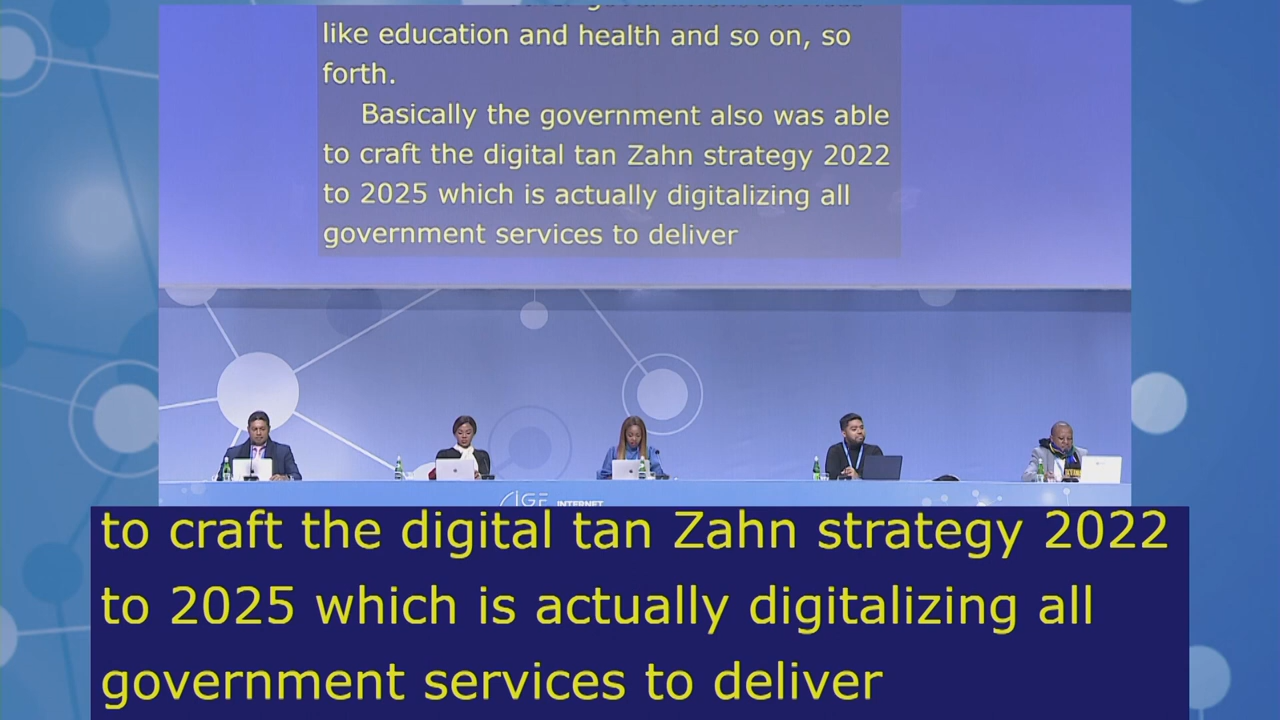 like education and health and so on, so
forth.
Basically the government also was able
to craft the digital tan Zahn strategy 2022
to 2025 which is actually digitalizing all
government services to deliver
IGF INTERNET
to craft the digital tan Zahn strategy 2022
to 2025 which is actually digitalizing all
government services to deliver